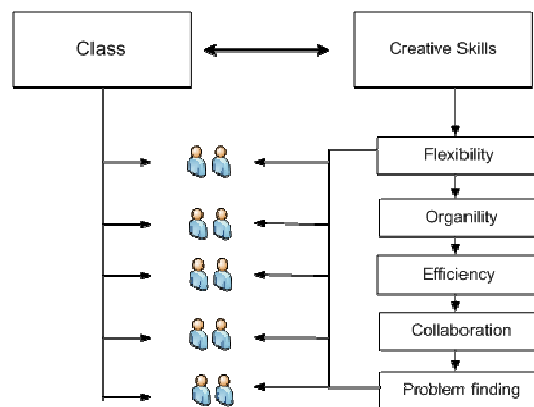 Class
Creative Skills
Flexibility
Organility
Efficiency
Collaboration
Problem finding